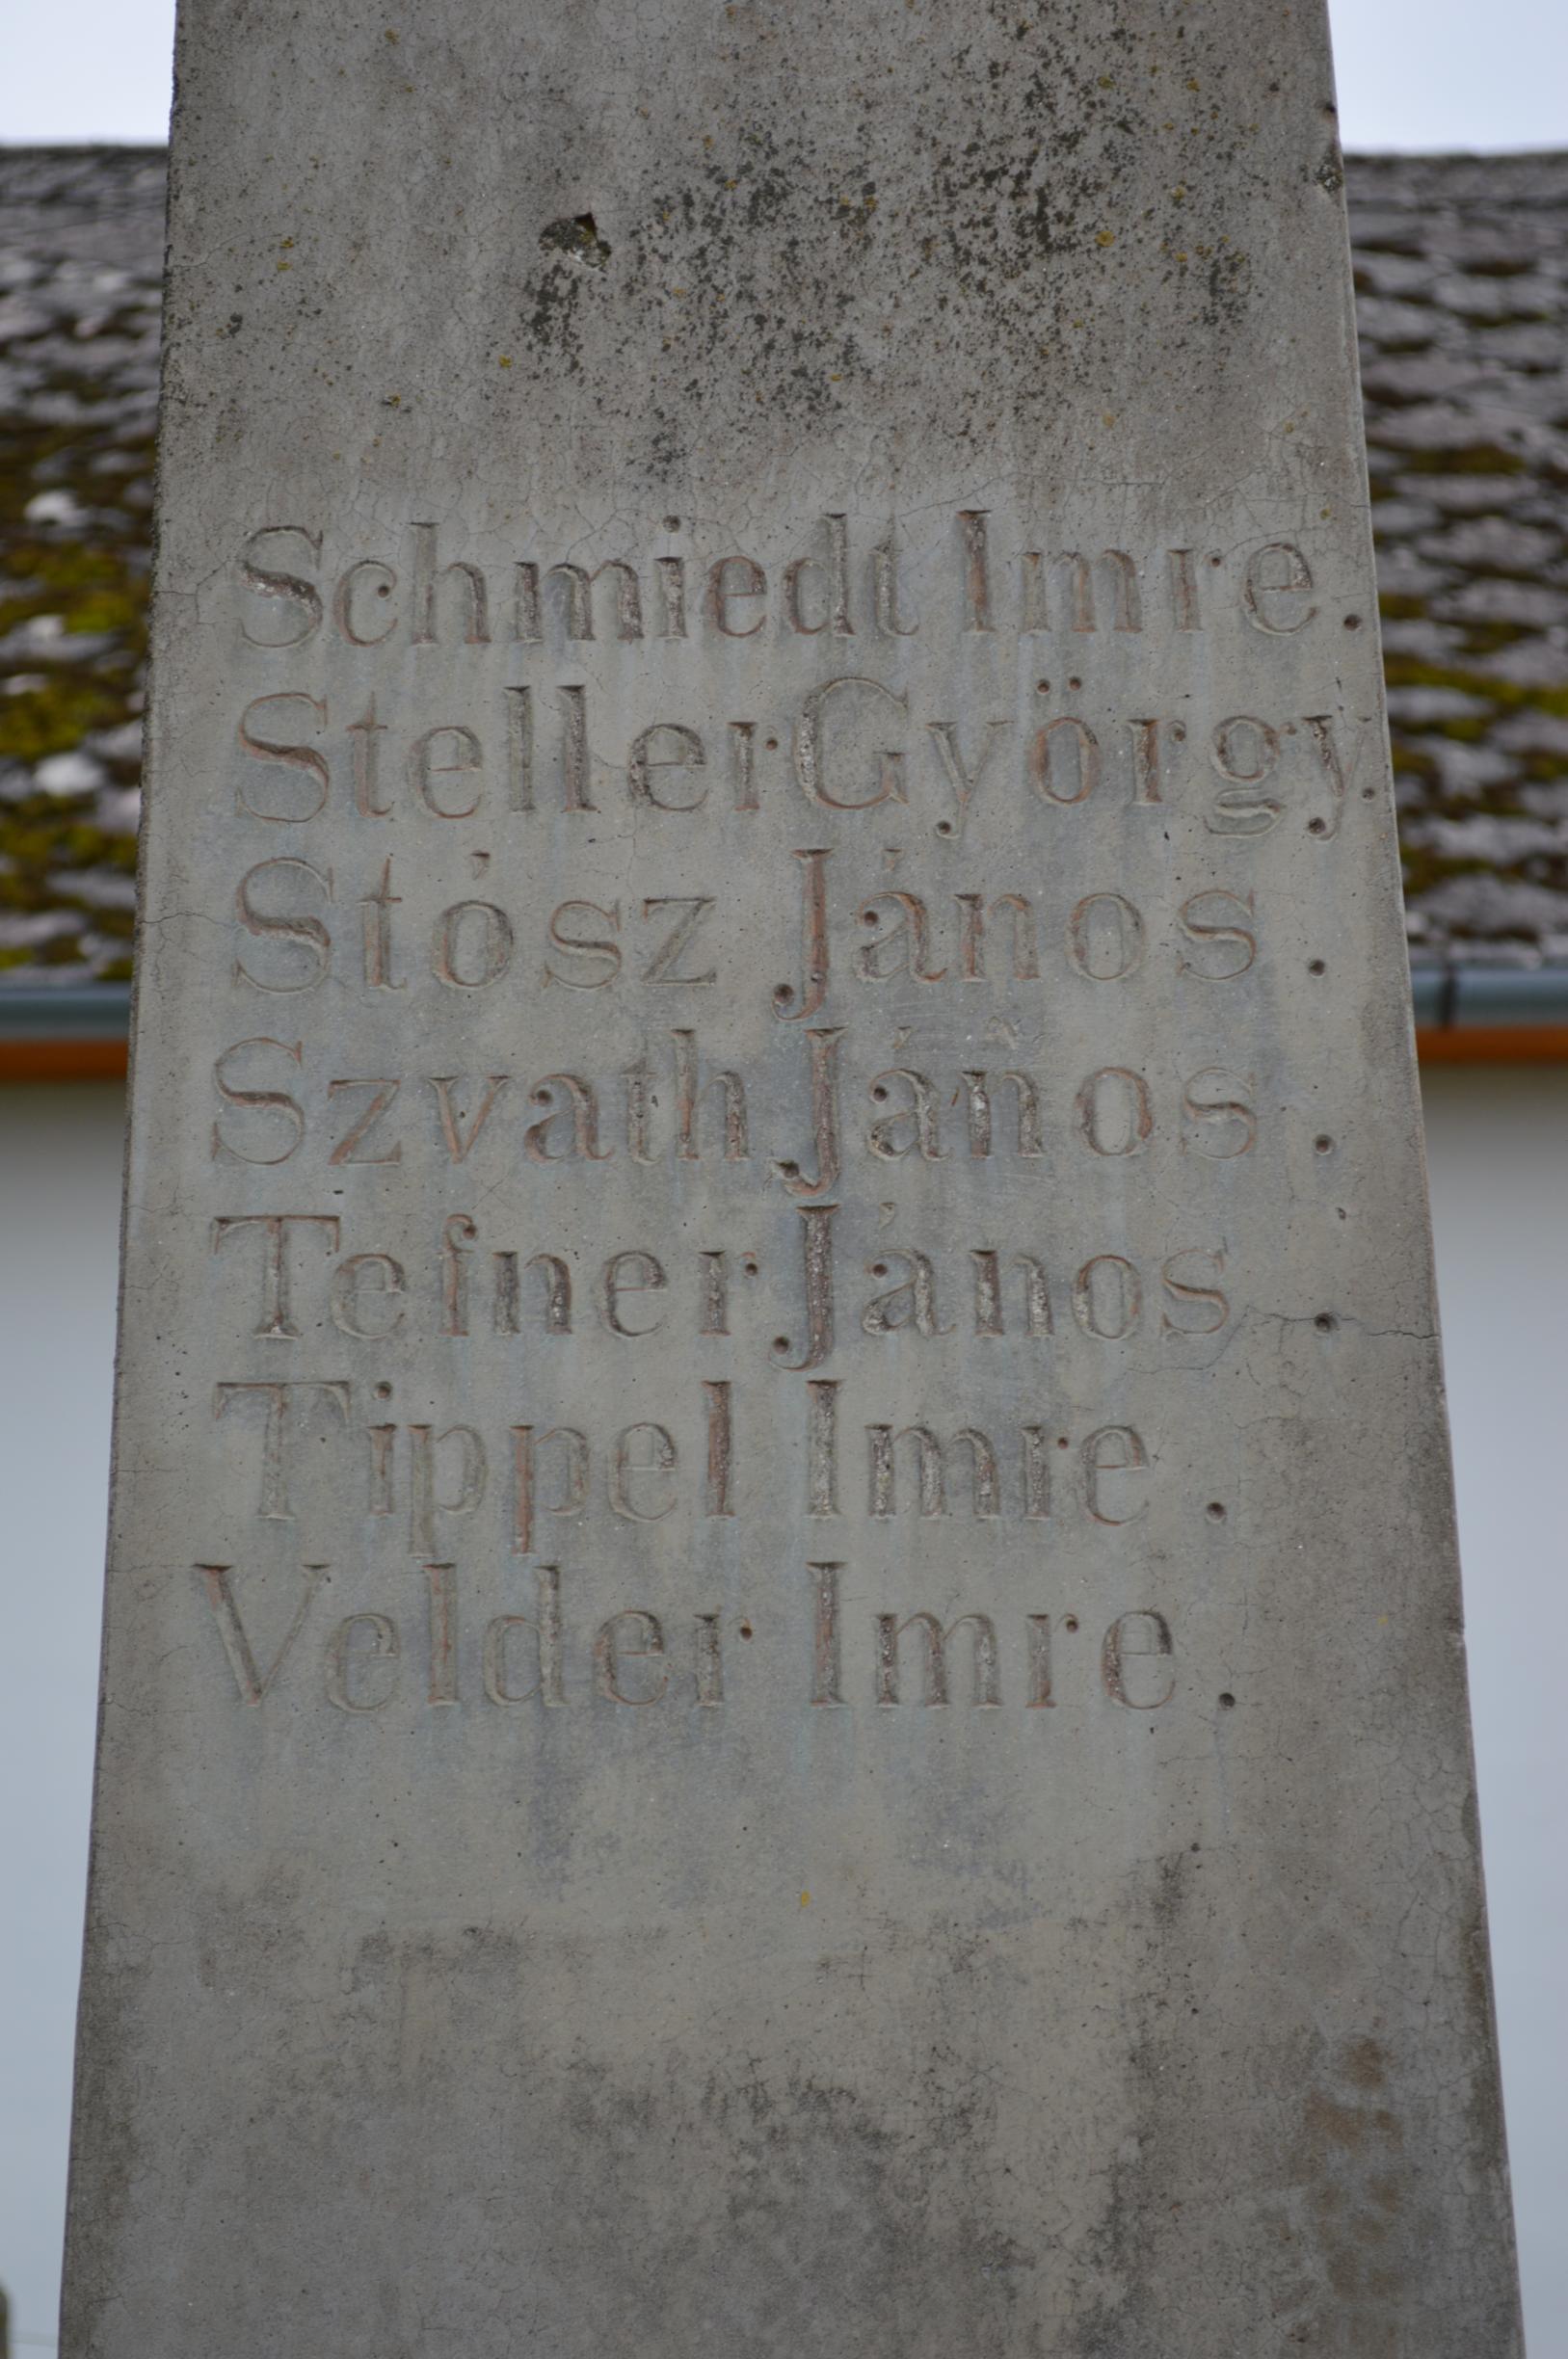 Schmiedt Imre.
Steller György.
Stósz János.
Szvath János.
Tefner János.
Tippel Imre.
Velder Imre.